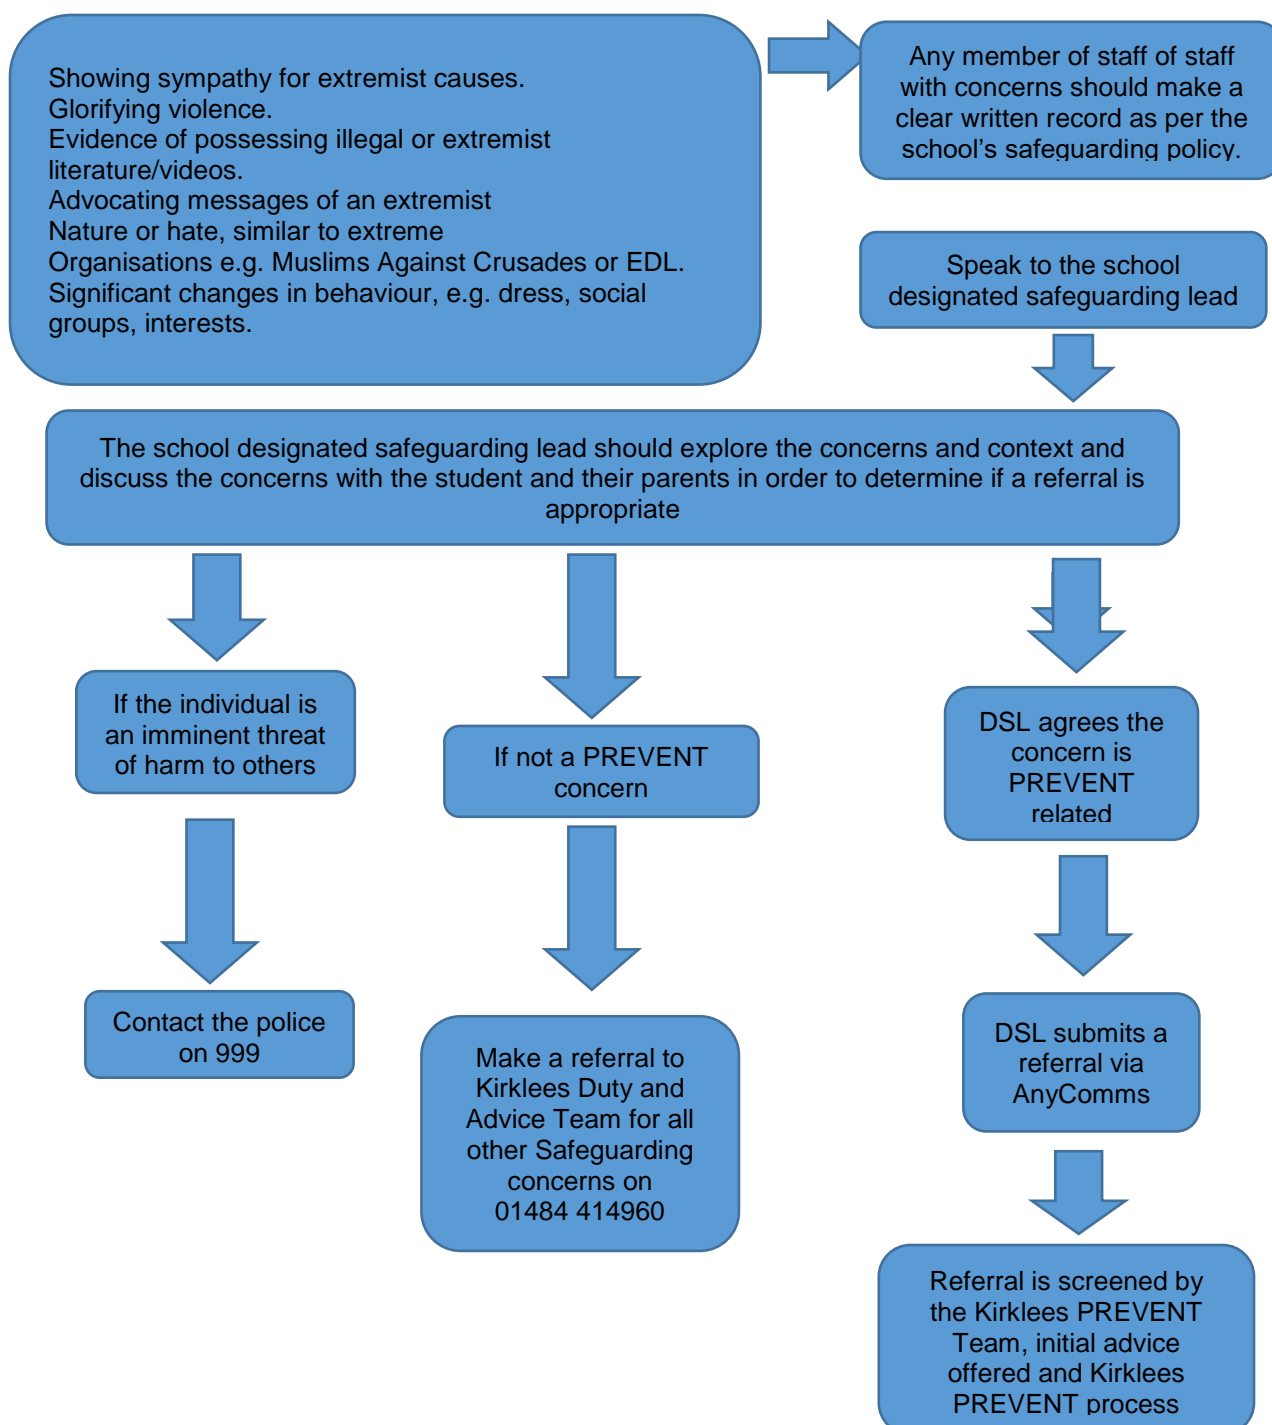 Showing sympathy for extremist causes.
Glorifying violence.
Evidence of possessing illegal or extremist
literature/videos.
Advocating messages of an extremist
Nature or hate, similar to extreme
Organisations e.g. Muslims Against Crusades or EDL.
Significant changes in behaviour, e.g. dress, social
groups, interests.
Any member of staff of staff
with concerns should make a
clear written record as per the
school’s safeguarding policy.
Speak to the school
designated safeguarding lead
The school designated safeguarding lead should explore the concerns and context and
discuss the concerns with the student and their parents in order to determine if a referral is
appropriate
If the individual is
an imminent threat
of harm to others
If not a PREVENT
concern
DSL agrees the
concern is
PREVENT
related
Contact the police
on 999
Make a referral to
Kirklees Duty and
Advice Team for all
other Safeguarding
concerns on
01484 414960
DSL submits a
referral via
AnyComms
Referral is screened by
the Kirklees PREVENT
Team, initial advice
offered and Kirklees
PREVENT process